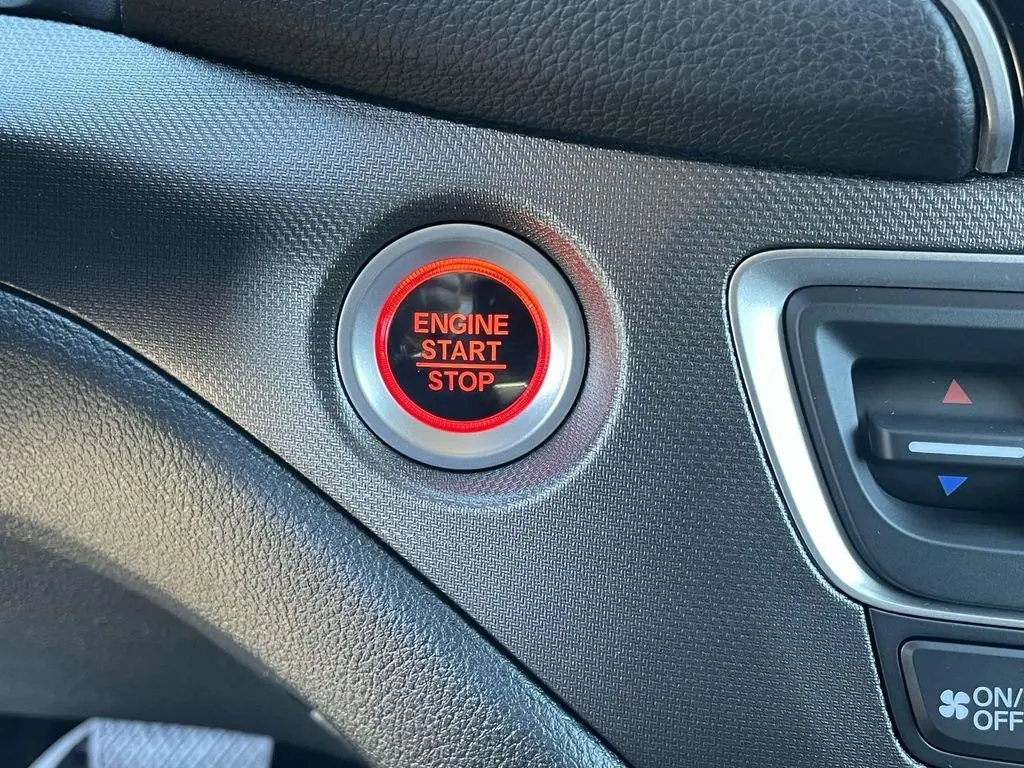 ENGINE
START
STOP
ON/
OFF